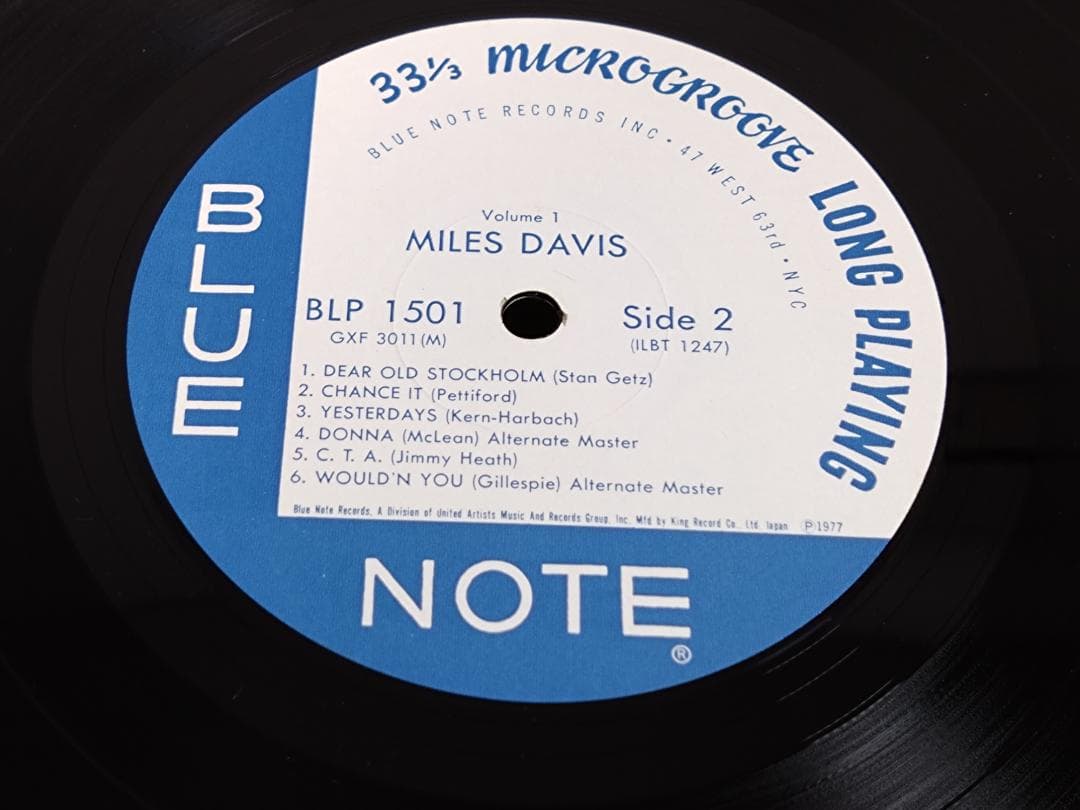 33⅓ MICROGROOVE LONG PLAYING
BLUE NOTE RECORDS INC • 47 WEST 63rd • NYC
Volume 1
MILES DAVIS
BLP 1501
GXF 3011(M)
Side 2
(ILBT 1247)
1. DEAR OLD STOCKHOLM (Stan Getz)
2. CHANCE IT (Pettiford)
3. YESTERDAYS (Kern-Harbach)
4. DONNA (McLean) Alternate Master
5. C. T. A. (Jimmy Heath)
6. WOULD'N YOU (Gillespie) Alternate Master
Blue Note Records, A Division of United Artists Music And Records Group, Inc. Mfd by King Record Co., Ltd. Japan Ⓟ1977
BLUE
NOTE
®